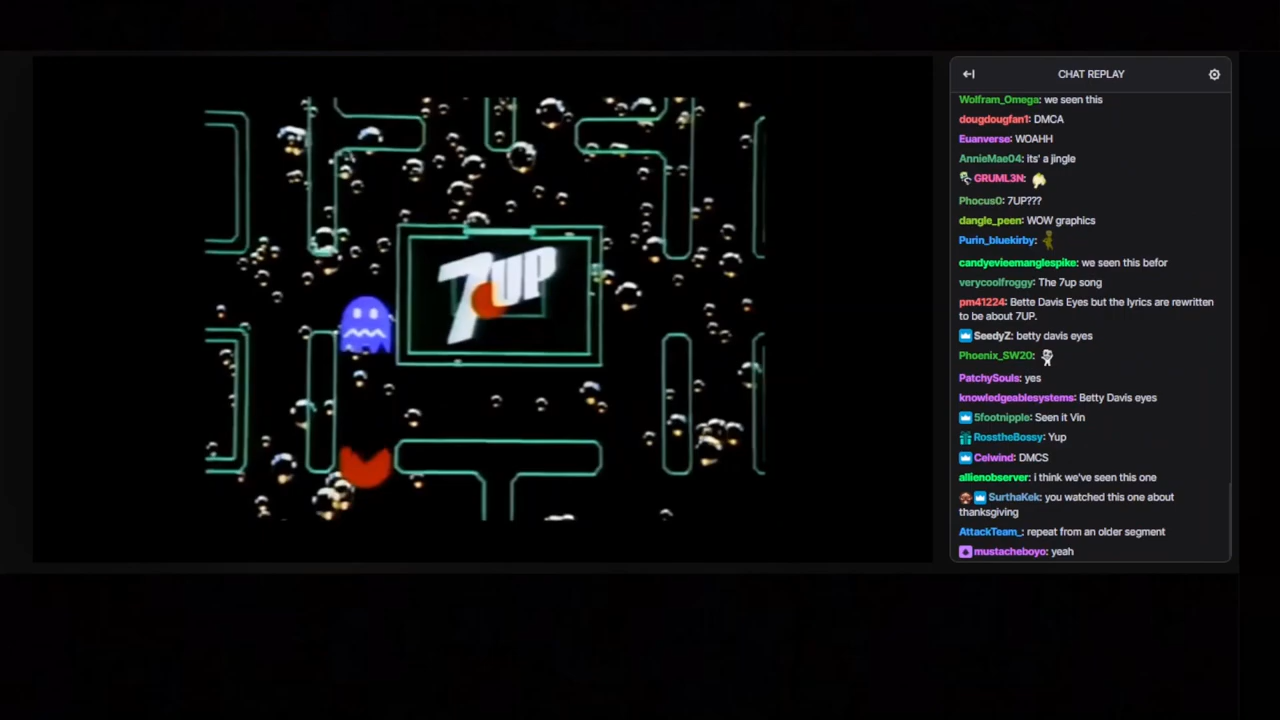 7UP
CHAT REPLAY
Wolfram_Omega: we seen this
dougdougfan1: DMCA
Euanverse: WOAHH
AnnieMae04: its' a jingle
GRUML3N:
Phocus0: 7UP???
dangle_peen: WOW graphics
Purin_bluekirby:
candyevieemanglespike: we seen this befor
verycoolfroggy: The 7up song
pm41224: Bette Davis Eyes but the lyrics are rewritten
to be about 7UP.
SeedyZ: betty davis eyes
Phoenix_SW20:
PatchySouls: yes
knowledgeablesystems: Betty Davis eyes
5footnipple: Seen it Vin
RosstheBossy: Yup
Celwind: DMCS
allienobserver: i think we've seen this one
SurthaKek: you watched this one about
thanksgiving
AttackTeam_: repeat from an older segment
mustacheboyo: yeah